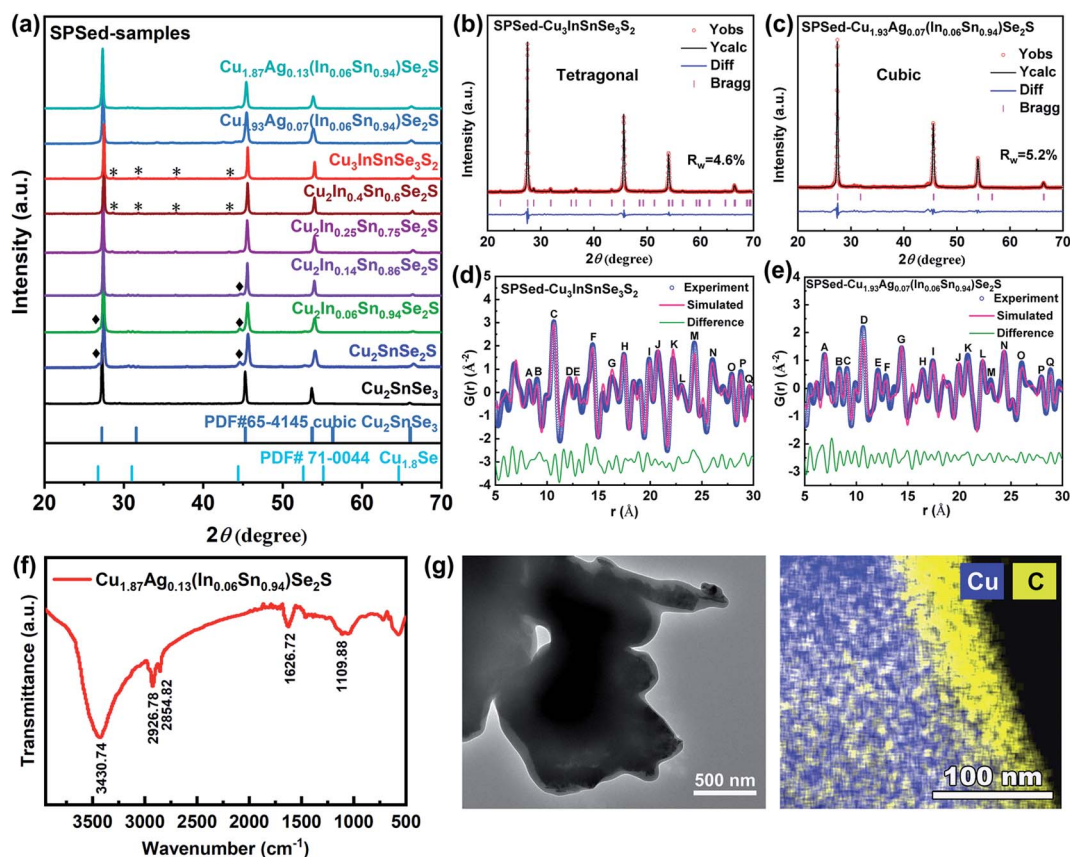 (a)
SPSed-samples
Cu1.87Ag0.13(In0.06Sn0.94)Se2S
Cu1.93Ag0.07(In0.06Sn0.94)Se2S
Cu3InSnSe3S2
* * * *
Cu2In0.4Sn0.6Se2S
* * * *
Cu2In0.25Sn0.75Se2S
Cu2In0.14Sn0.86Se2S
♦
Cu2In0.06Sn0.94Se2S
♦ ♦
Cu2SnSe2S
♦ ♦
Cu2SnSe3
PDF#65-4145 cubic Cu2SnSe3
PDF# 71-0044 Cu1.8Se
20 30 40 50 60 70
2θ (degree)
Intensity (a.u.)
(b)
SPSed-Cu3InSnSe3S2
Yobs
Ycalc
Diff
Bragg
Tetragonal
Rw=4.6%
20 30 40 50 60 70
2θ (degree)
Intensity (a.u.)
(c)
SPSed-Cu1.93Ag0.07(In0.06Sn0.94)Se2S
Yobs
Ycalc
Diff
Bragg
Cubic
Rw=5.2%
20 30 40 50 60 70
2θ (degree)
Intensity (a.u.)
(d)
SPSed-Cu3InSnSe3S2
Experiment
Simulated
Difference
A B C D E F G H I J K L M N O P Q
5
4
3
2
1
0
-1
-2
-3
-4
5 10 15 20 25 30
r (Å)
G(r) (Å-2)
(e)
SPSed-Cu1.93Ag0.07(In0.06Sn0.94)Se2S
Experiment
Simulated
Difference
A B C D E F G H I J K L M N O P Q
4
3
2
1
0
-1
-2
-3
5 10 15 20 25 30
r (Å)
G(r) (Å-2)
(f)
Cu1.87Ag0.13(In0.06Sn0.94)Se2S
3430.74
2926.78
2854.82
1626.72
1109.88
3500 3000 2500 2000 1500 1000 500
Wavenumber (cm-1)
Transmittance (a.u.)
(g)
500 nm
Cu C
100 nm